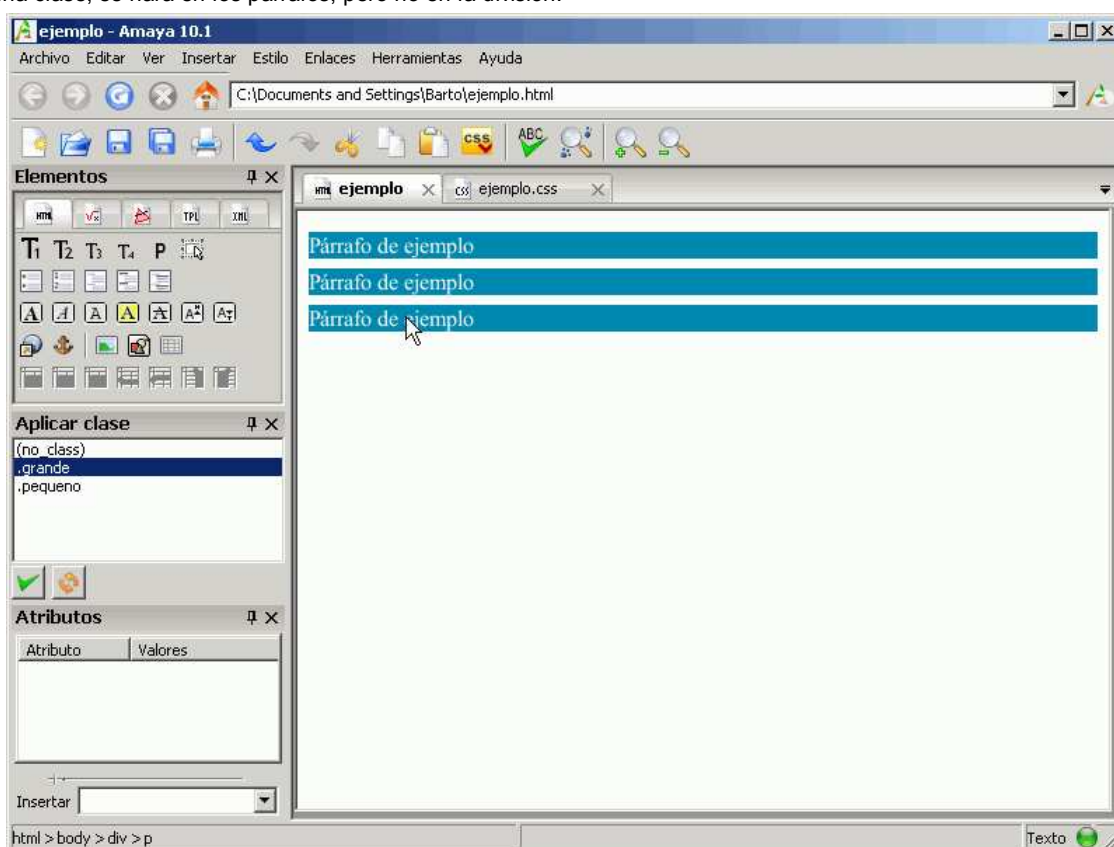 una clase, se hará en los párrafos, pero no en la división.
ejemplo - Amaya 10.1
Archivo Editar Ver Insertar Estilo Enlaces Herramientas Ayuda
C:\Documents and Settings\Barto\ejemplo.html
CSS ABC
Elementos
HTML TPL XML
ejemplo
ejemplo.css
T1 T2 T3 T4 P
Párrafo de ejemplo
Párrafo de ejemplo
Párrafo de ejemplo
Aplicar clase
(no_class)
.grande
.pequeno
Atributos
Atributo Valores
Insertar
html > body > div > p
Texto